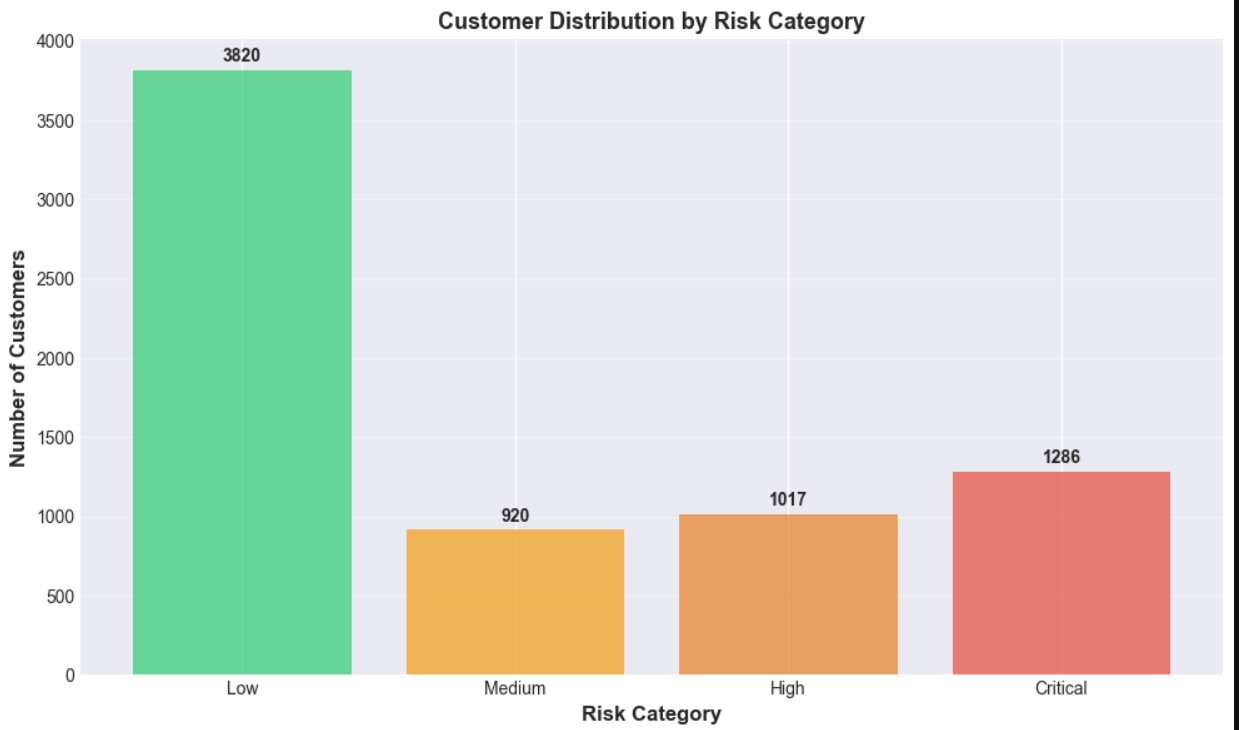 Customer Distribution by Risk Category
Number of Customers
4000
3500
3000
2500
2000
1500
1000
500
0
3820
920
1017
1286
Low
Medium
High
Critical
Risk Category